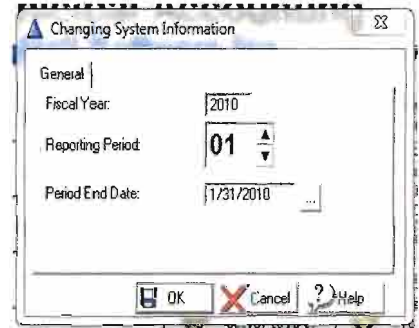 Changing System Information
General
Fiscal Year: 2010
Reporting Period: 01
Period End Date: 1/31/2010 ...
OK Cancel ? Help